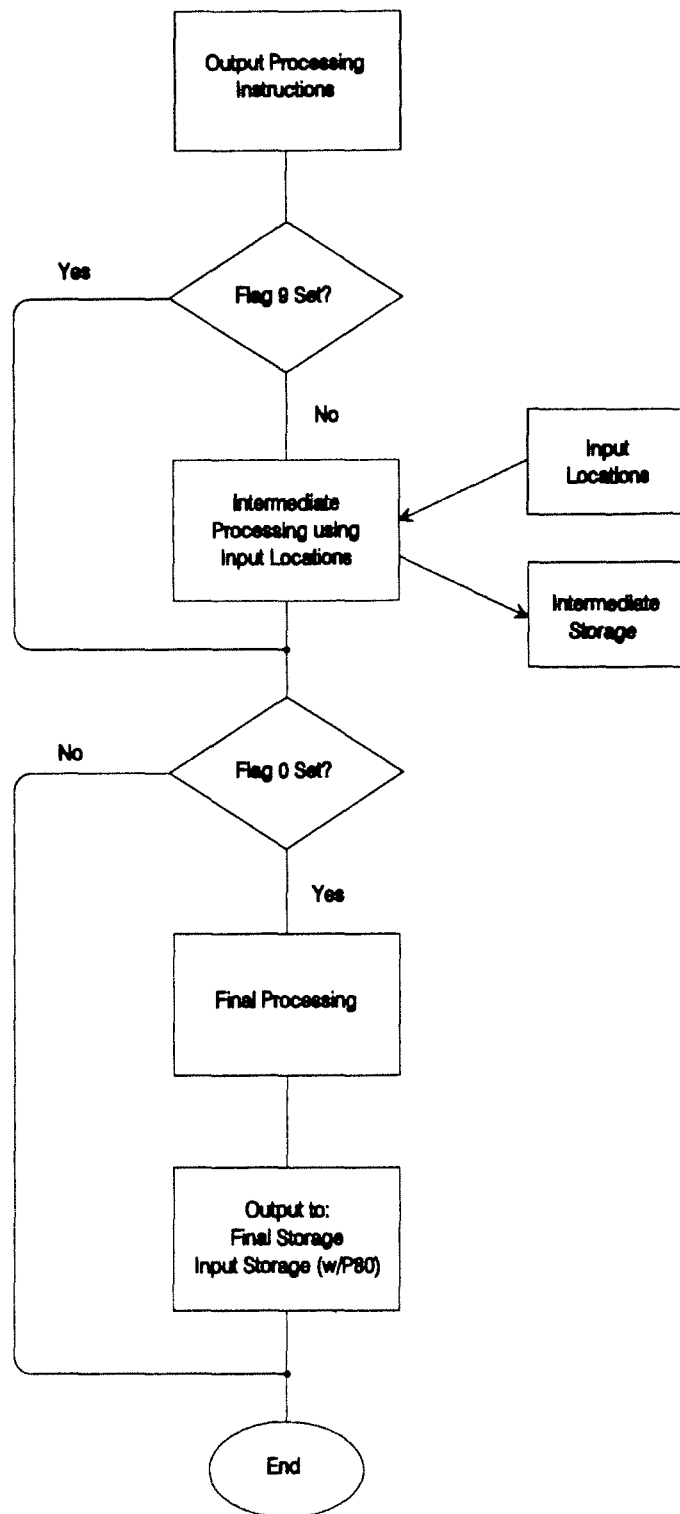 Output Processing
Instructions
Yes
Flag 9 Set?
No
Input
Locations
Intermediate
Processing using
Input Locations
Intermediate
Storage
No
Flag 0 Set?
Yes
Final Processing
Output to:
Final Storage
Input Storage (w/P80)
End